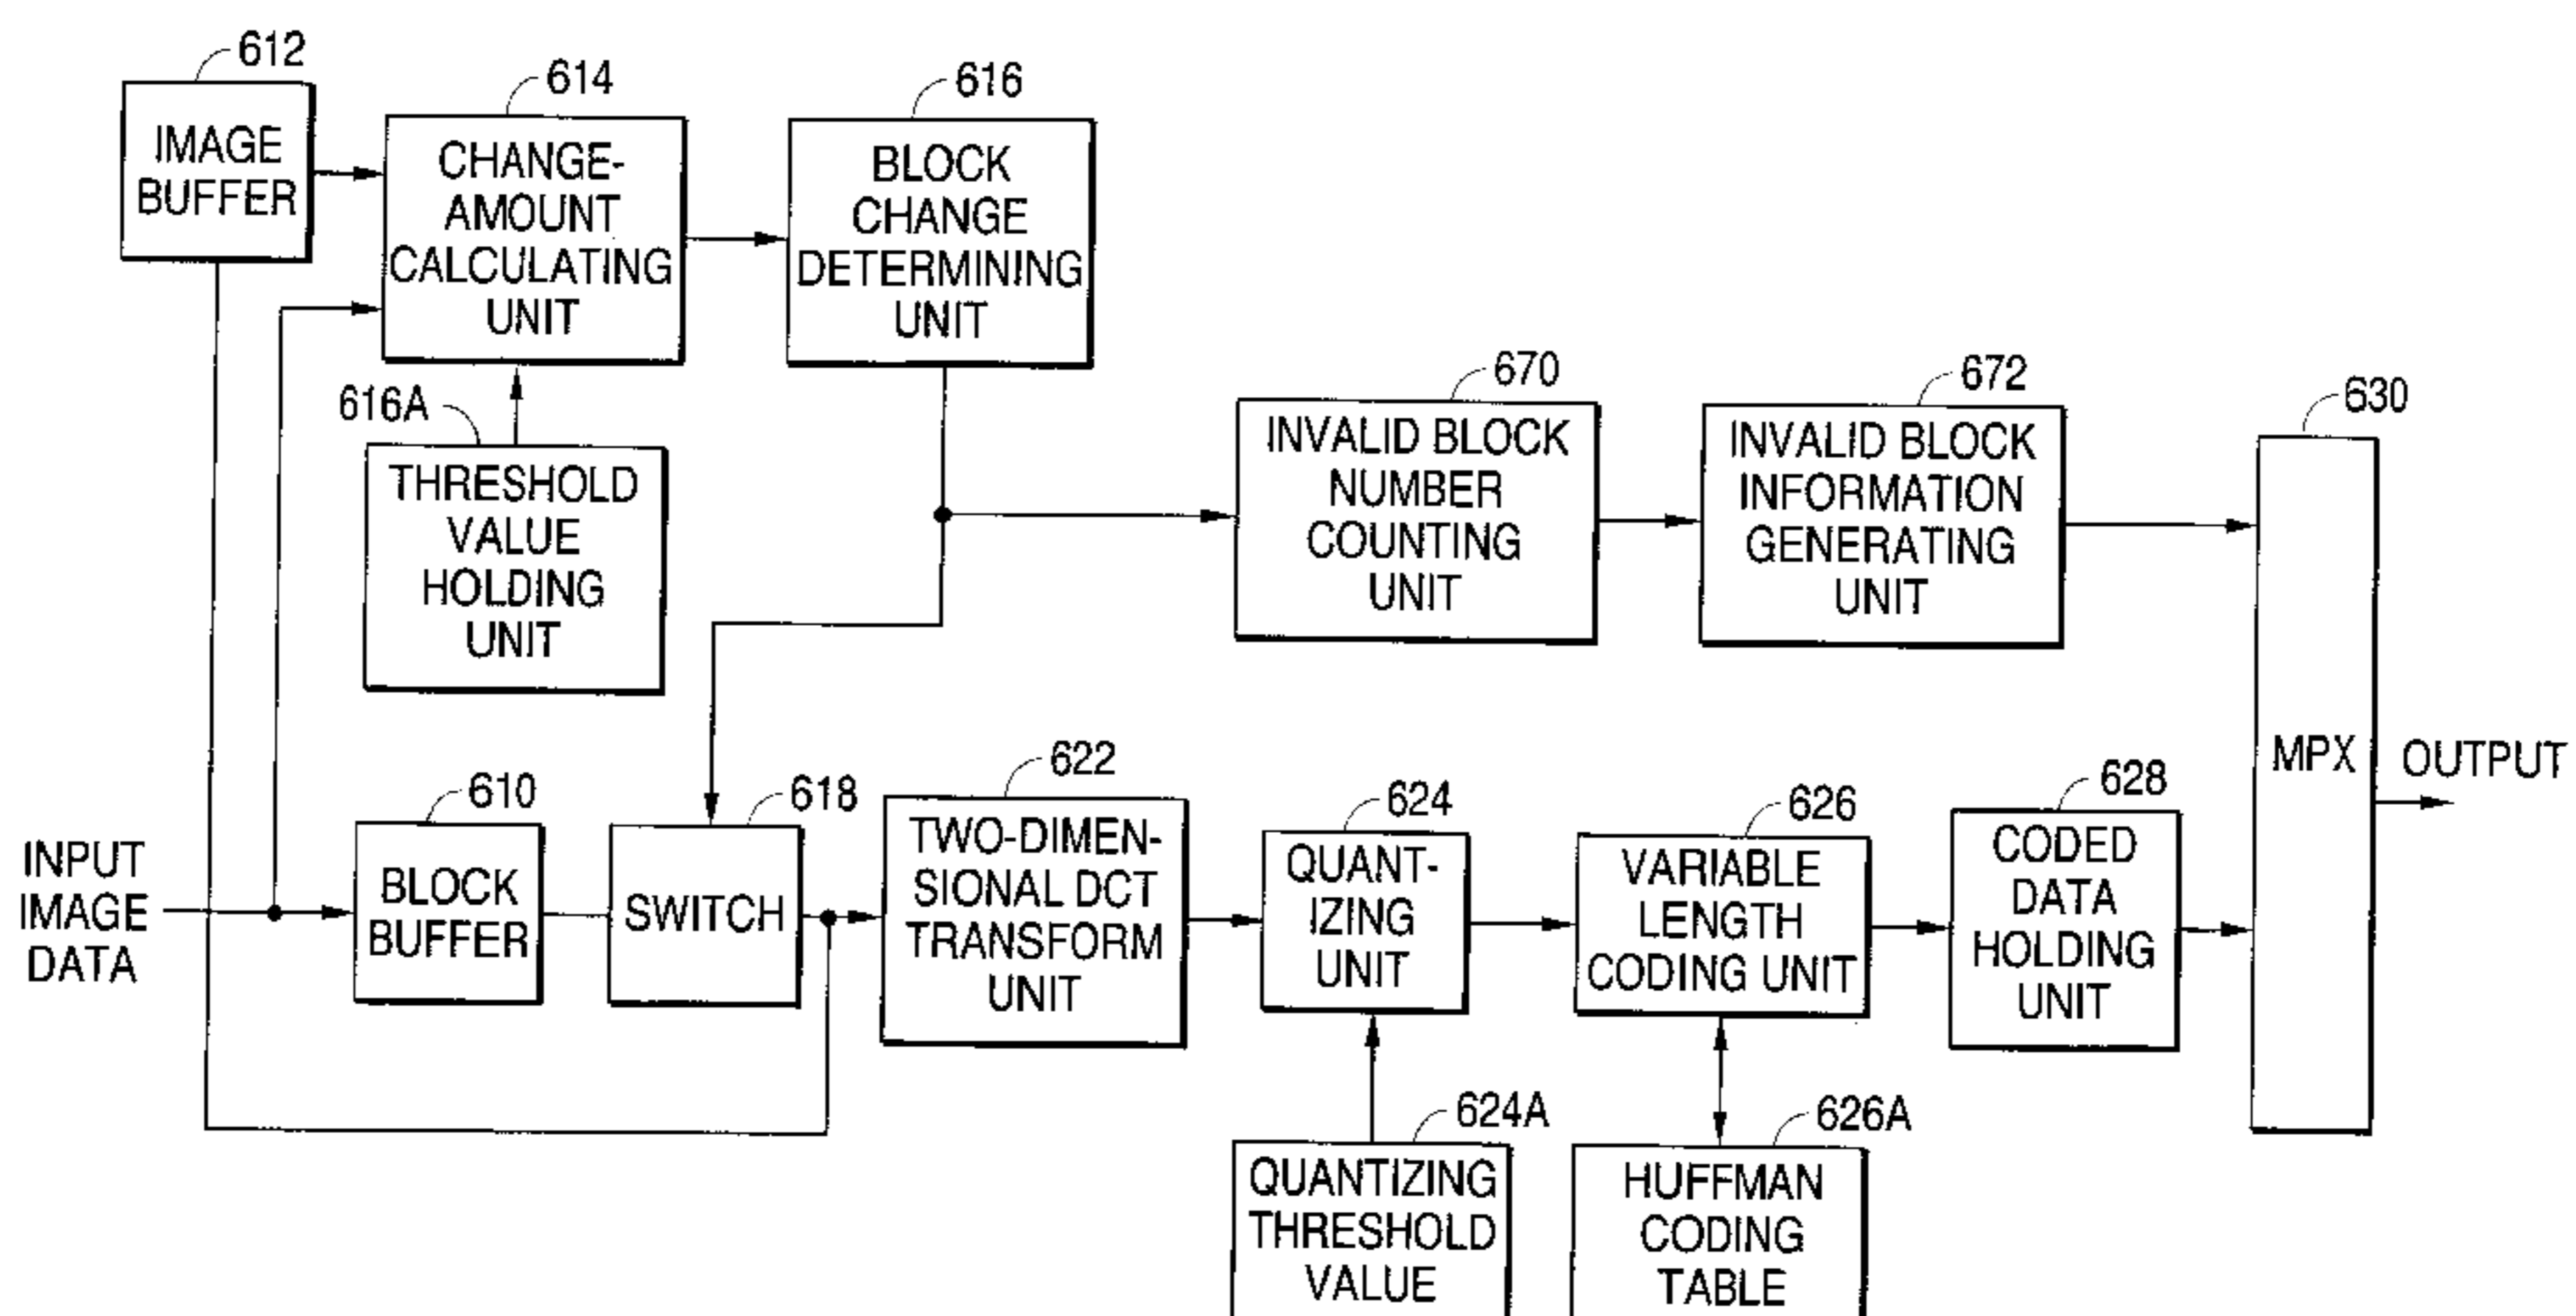 612
IMAGE
BUFFER
614
CHANGE-
AMOUNT
CALCULATING
UNIT
616
BLOCK
CHANGE
DETERMINING
UNIT
616A
THRESHOLD
VALUE
HOLDING
UNIT
670
INVALID BLOCK
NUMBER
COUNTING
UNIT
672
INVALID BLOCK
INFORMATION
GENERATING
UNIT
630
MPX
OUTPUT
INPUT
IMAGE
DATA
610
BLOCK
BUFFER
618
SWITCH
622
TWO-DIMEN-
SIONAL DCT
TRANSFORM
UNIT
624
QUANT-
IZING
UNIT
626
VARIABLE
LENGTH
CODING UNIT
628
CODED
DATA
HOLDING
UNIT
624A
QUANTIZING
THRESHOLD
VALUE
626A
HUFFMAN
CODING
TABLE